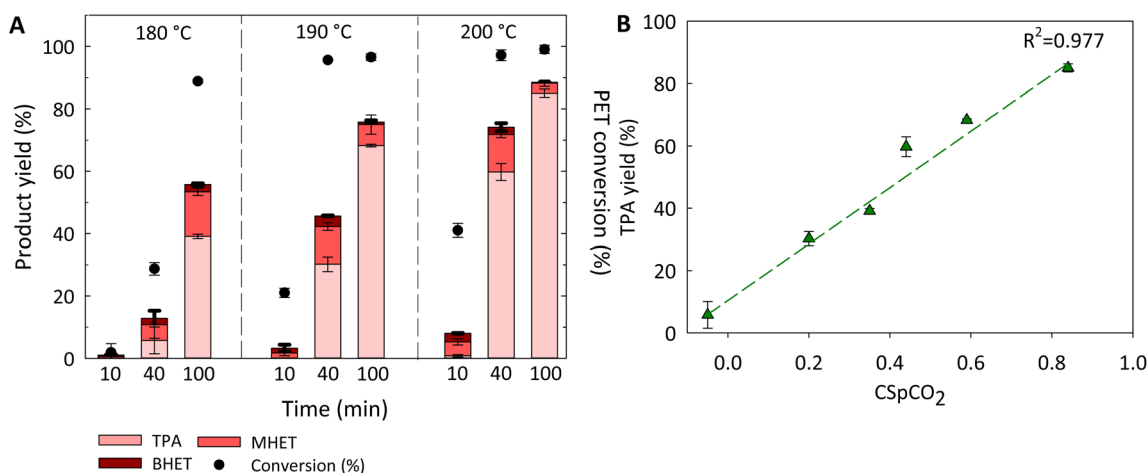 A
180 °C 190 °C 200 °C
100
80
60
40
20
0
Product yield (%)
10 40 100 10 40 100 10 40 100
Time (min)
TPA MHET
BHET Conversion (%)
PET conversion (%)
B
R²=0.977
100
80
60
40
20
0
TPA yield (%)
0.0 0.2 0.4 0.6 0.8 1.0
CSpCO₂